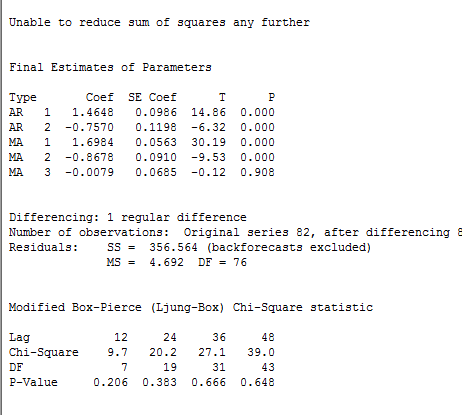 Unable to reduce sum of squares any further
Final Estimates of Parameters
Type Coef SE Coef T P
AR 1 1.4648 0.0986 14.86 0.000
AR 2 -0.7570 0.1198 -6.32 0.000
MA 1 1.6984 0.0563 30.19 0.000
MA 2 -0.8678 0.0910 -9.53 0.000
MA 3 -0.0079 0.0685 -0.12 0.908
Differencing: 1 regular difference
Number of observations: Original series 82, after differencing 8
Residuals: SS = 356.564 (backforecasts excluded)
MS = 4.692 DF = 76
Modified Box-Pierce (Ljung-Box) Chi-Square statistic
Lag 12 24 36 48
Chi-Square 9.7 20.2 27.1 39.0
DF 7 19 31 43
P-Value 0.206 0.383 0.666 0.648